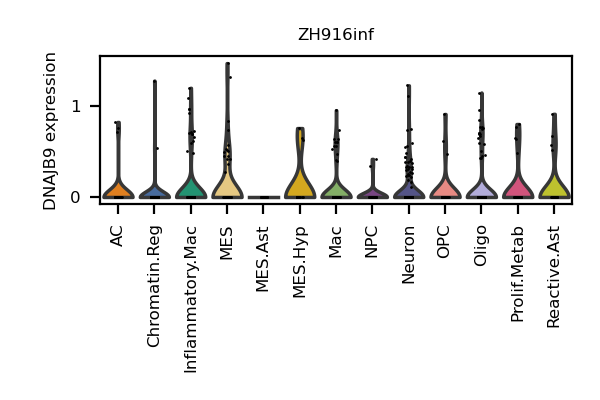 ZH916inf
DNAJB9 expression
1
0
AC
Chromatin.Reg
Inflammatory.Mac
MES
MES.Ast
MES.Hyp
Mac
NPC
Neuron
OPC
Oligo
Prolif.Metab
Reactive.Ast